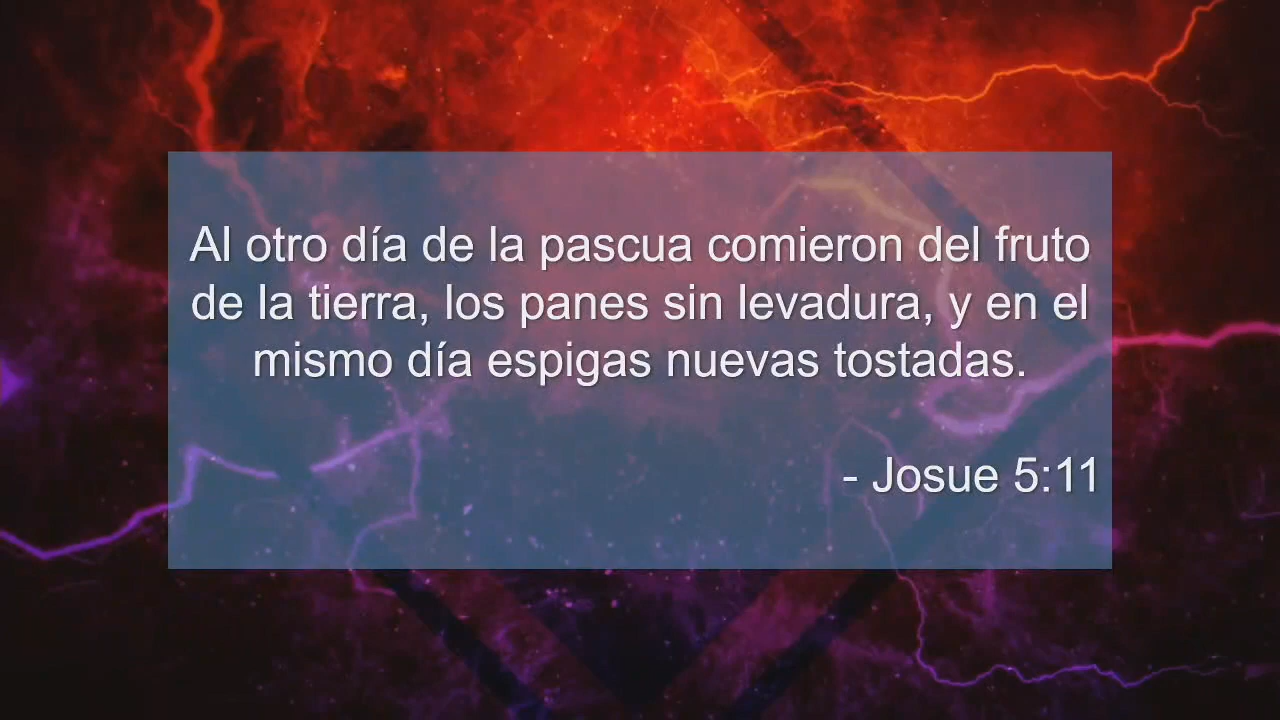 Al otro día de la pascua comieron del fruto
de la tierra, los panes sin levadura, y en el
mismo día espigas nuevas tostadas.
- Josue 5:11